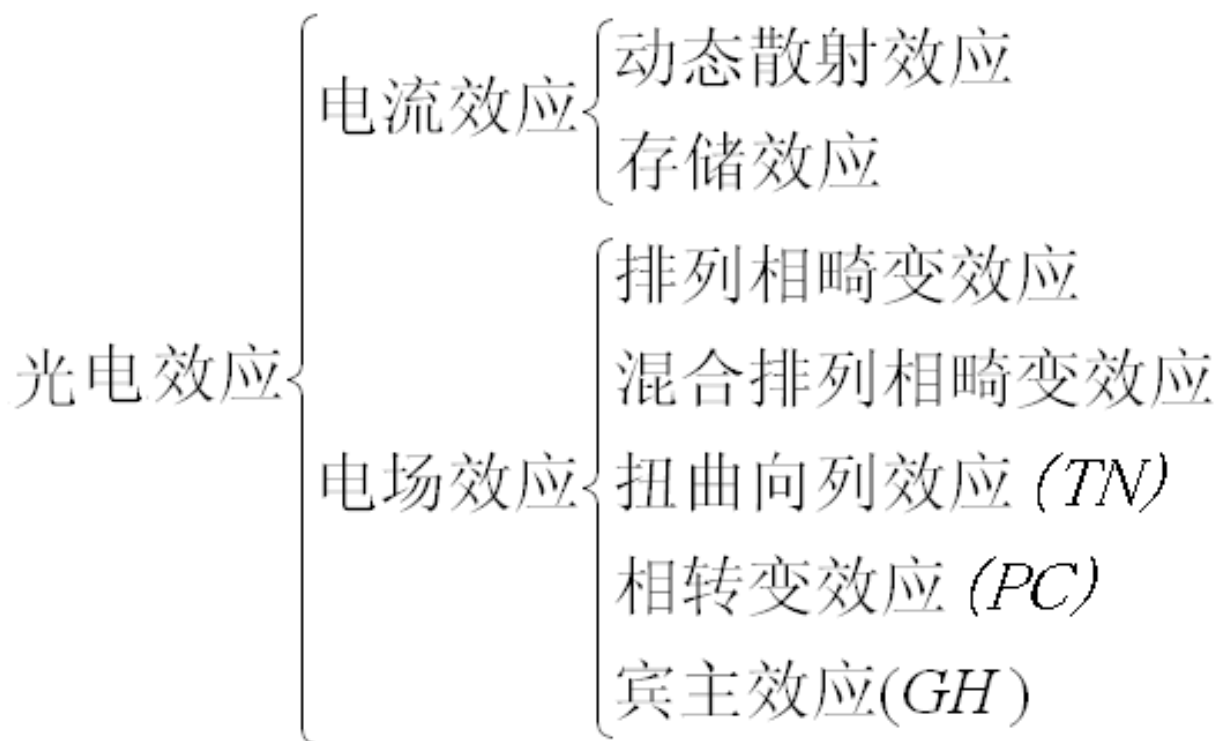 光电效应
电流效应
动态散射效应
存储效应
电场效应
排列相畸变效应
混合排列相畸变效应
扭曲向列效应 (TN)
相转变效应 (PC)
宾主效应(GH)